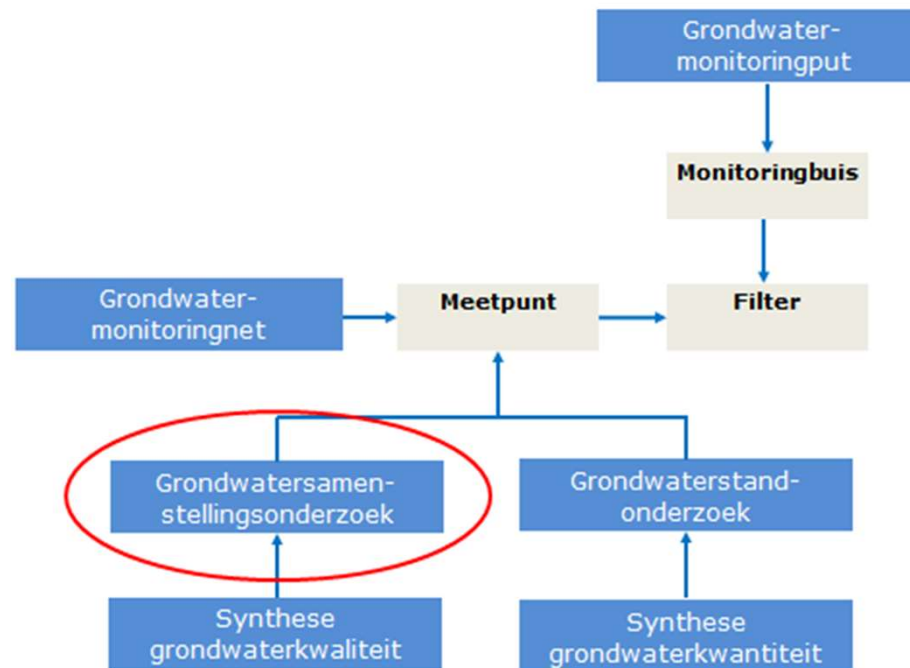 Grondwater-
monitoringput
Monitoringbuis
Grondwater-
monitoringnet
Meetpunt
Filter
Grondwatersamen-
stellingsonderzoek
Grondwaterstand-
onderzoek
Synthese
grondwaterkwaliteit
Synthese
grondwaterkwantiteit